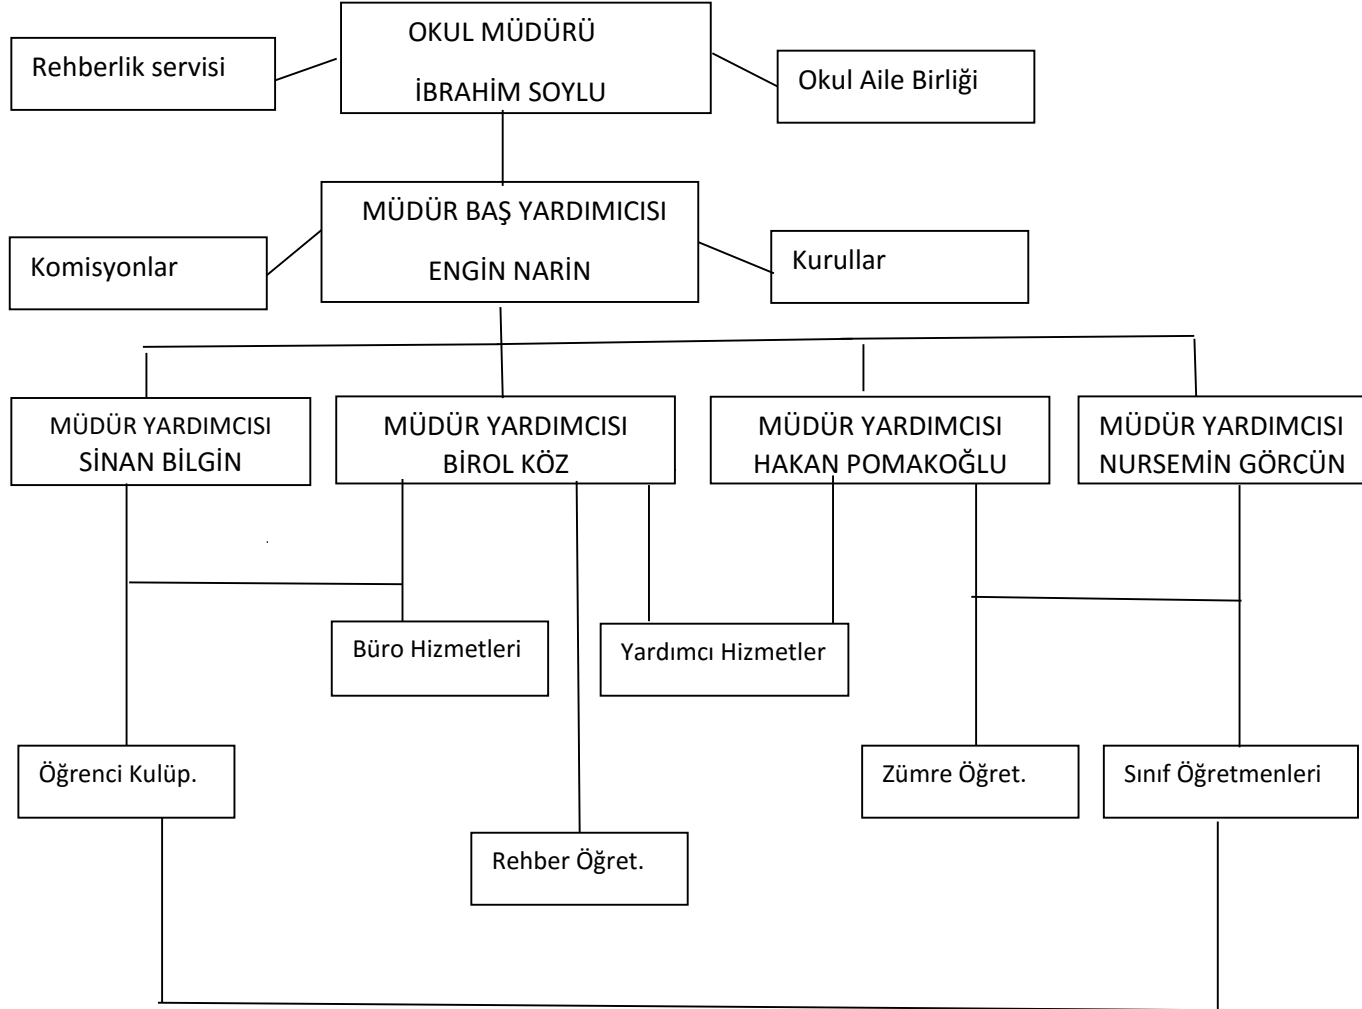 OKUL MÜDÜRÜ
İBRAHİM SOYLU
Rehberlik servisi
Okul Aile Birliği
MÜDÜR BAŞ YARDIMICISI
ENGİN NARİN
Komisyonlar
Kurullar
MÜDÜR YARDIMCISI
SİNAN BİLGİN
MÜDÜR YARDIMCISI
BİROL KÖZ
MÜDÜR YARDIMCISI
HAKAN POMAKOĞLU
MÜDÜR YARDIMCISI
NURSEMİN GÖRCÜN
Büro Hizmetleri
Yardımcı Hizmetler
Öğrenci Kulüp.
Zümre Öğret.
Sınıf Öğretmenleri
Rehber Öğret.